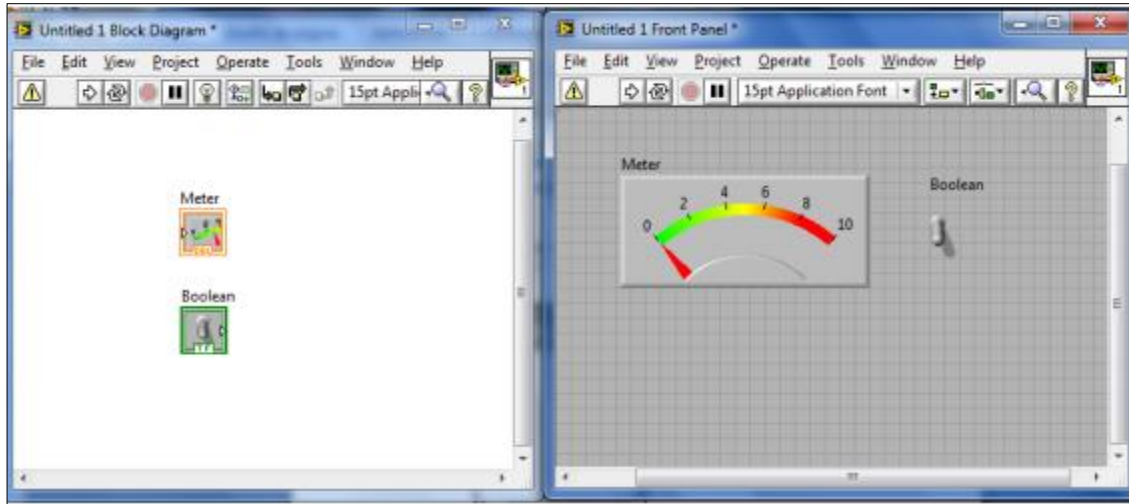 Untitled 1 Block Diagram *
File Edit View Project Operate Tools Window Help
15pt Appli
Meter
DBL
Boolean
TF
Untitled 1 Front Panel *
File Edit View Project Operate Tools Window Help
15pt Application Font
Meter
0 2 4 6 8 10
Boolean